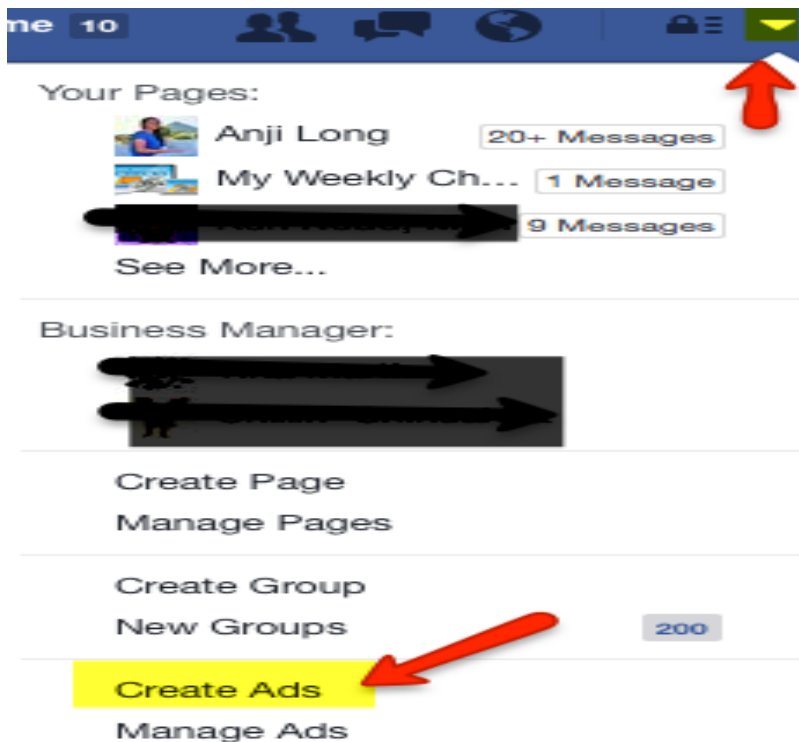 me 10
Your Pages:
Anji Long 20+ Messages
My Weekly Ch... 1 Message
9 Messages
See More...
Business Manager:
Create Page
Manage Pages
Create Group
New Groups 200
Create Ads
Manage Ads